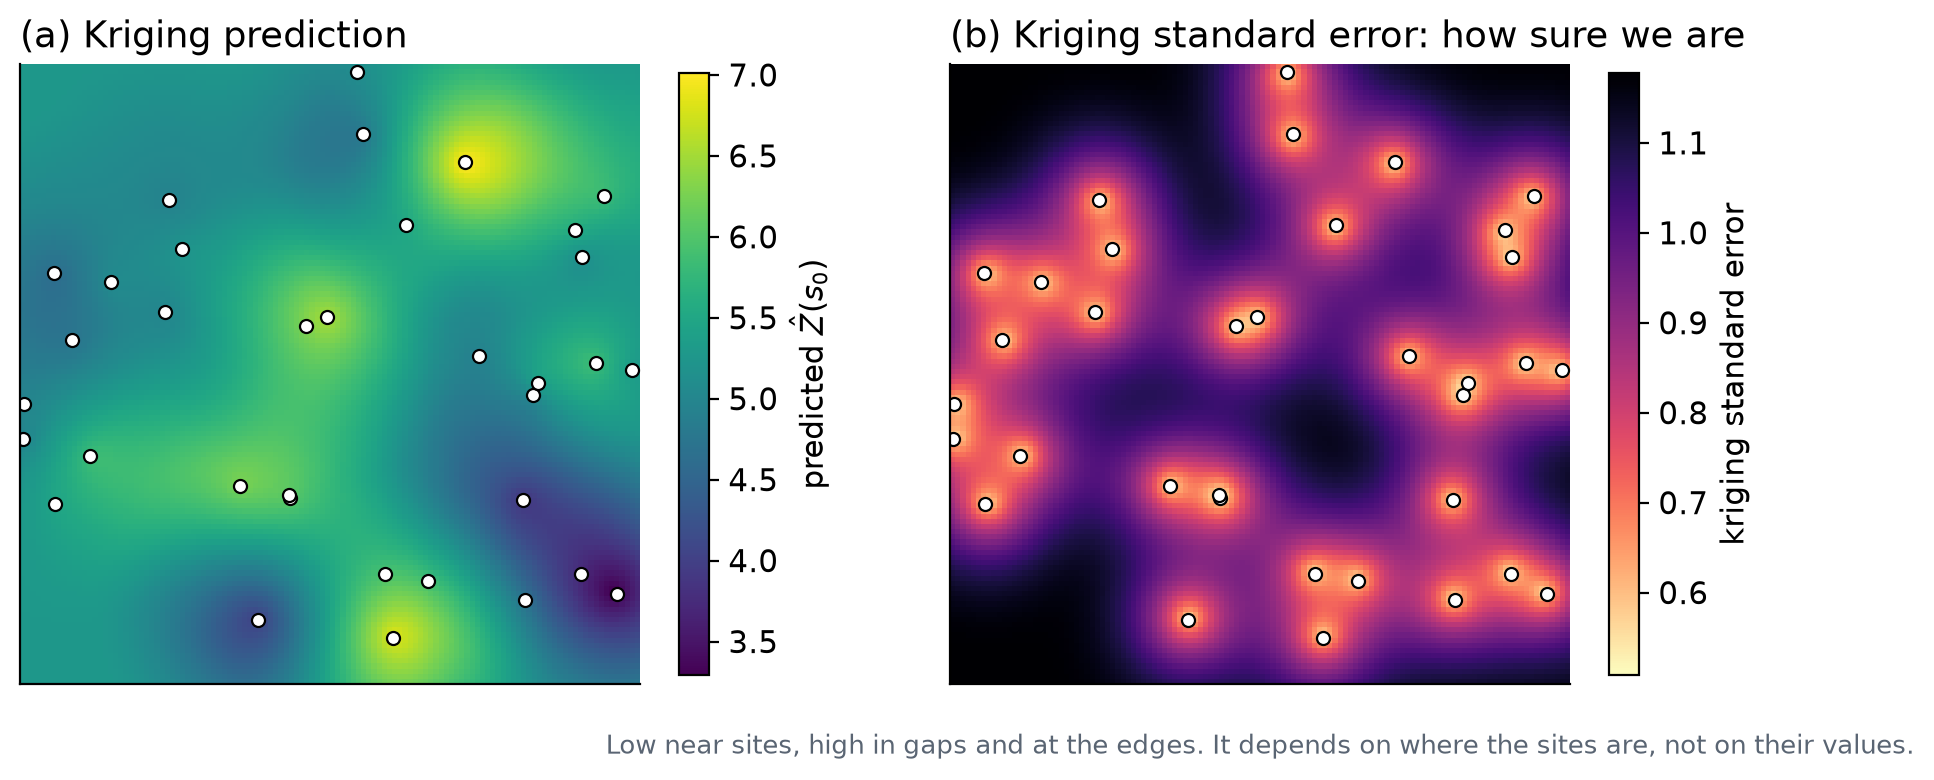 (a) Kriging prediction
(b) Kriging standard error: how sure we are
7.0
6.5
6.0
5.5
5.0
4.5
4.0
3.5
predicted Ẑ(s₀)
1.1
1.0
0.9
0.8
0.7
0.6
kriging standard error
Low near sites, high in gaps and at the edges. It depends on where the sites are, not on their values.